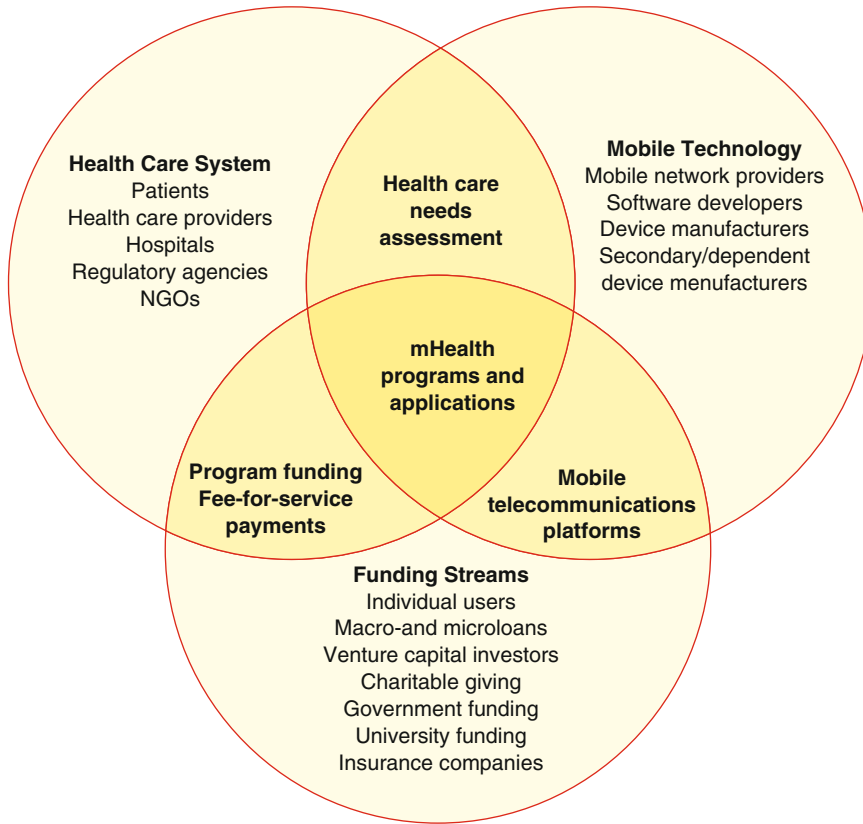 Health Care System
Patients
Health care providers
Hospitals
Regulatory agencies
NGOs
Health care
needs
assessment
Mobile Technology
Mobile network providers
Software developers
Device manufacturers
Secondary/dependent
device menufacturers
mHealth
programs and
applications
Program funding
Fee-for-service
payments
Mobile
telecommunications
platforms
Funding Streams
Individual users
Macro-and microloans
Venture capital investors
Charitable giving
Government funding
University funding
Insurance companies